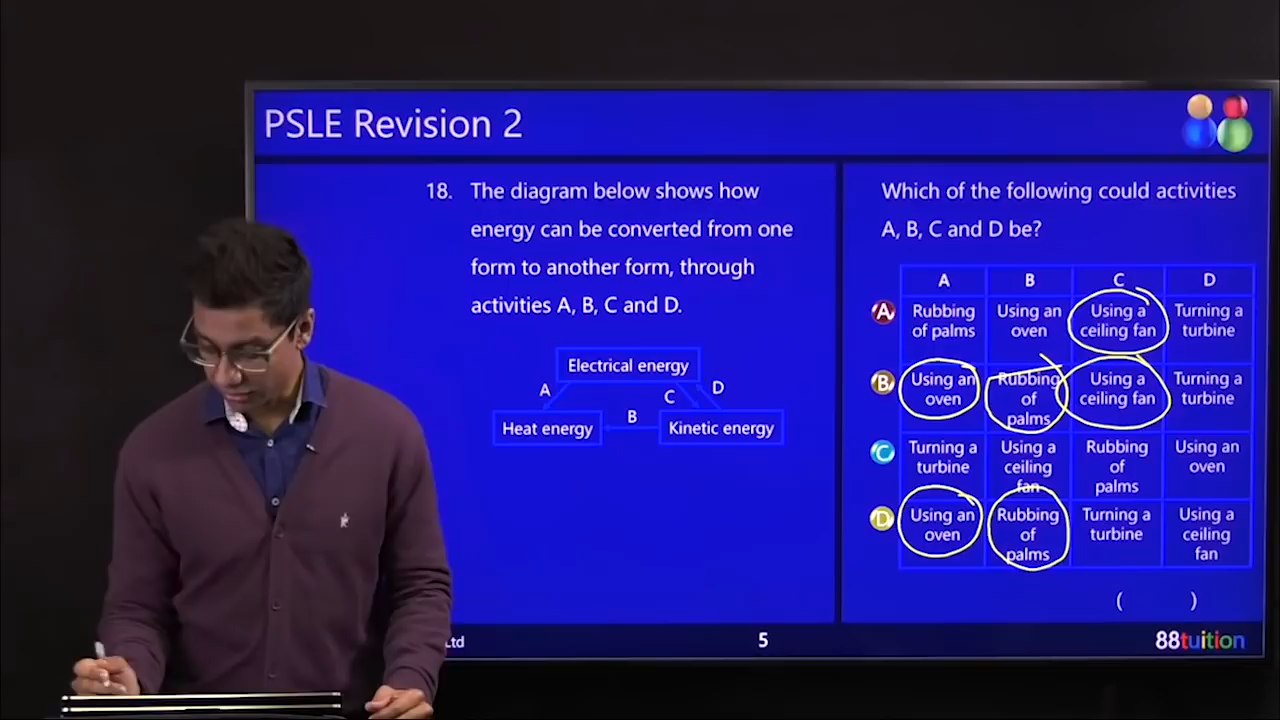 PSLE Revision 2
18. The diagram below shows how
energy can be converted from one
form to another form, through
activities A, B, C and D.
Electrical energy
A
C
D
B
Heat energy
Kinetic energy
Which of the following could activities
A, B, C and D be?
A B C D
A Rubbing of palms Using an oven Using a ceiling fan Turning a turbine
B Using an oven Rubbing of palms Using a ceiling fan Turning a turbine
C Turning a turbine Using a ceiling fan Rubbing of palms Using an oven
D Using an oven Rubbing of palms Turning a turbine Using a ceiling fan
( )
Ltd
5
88tuition